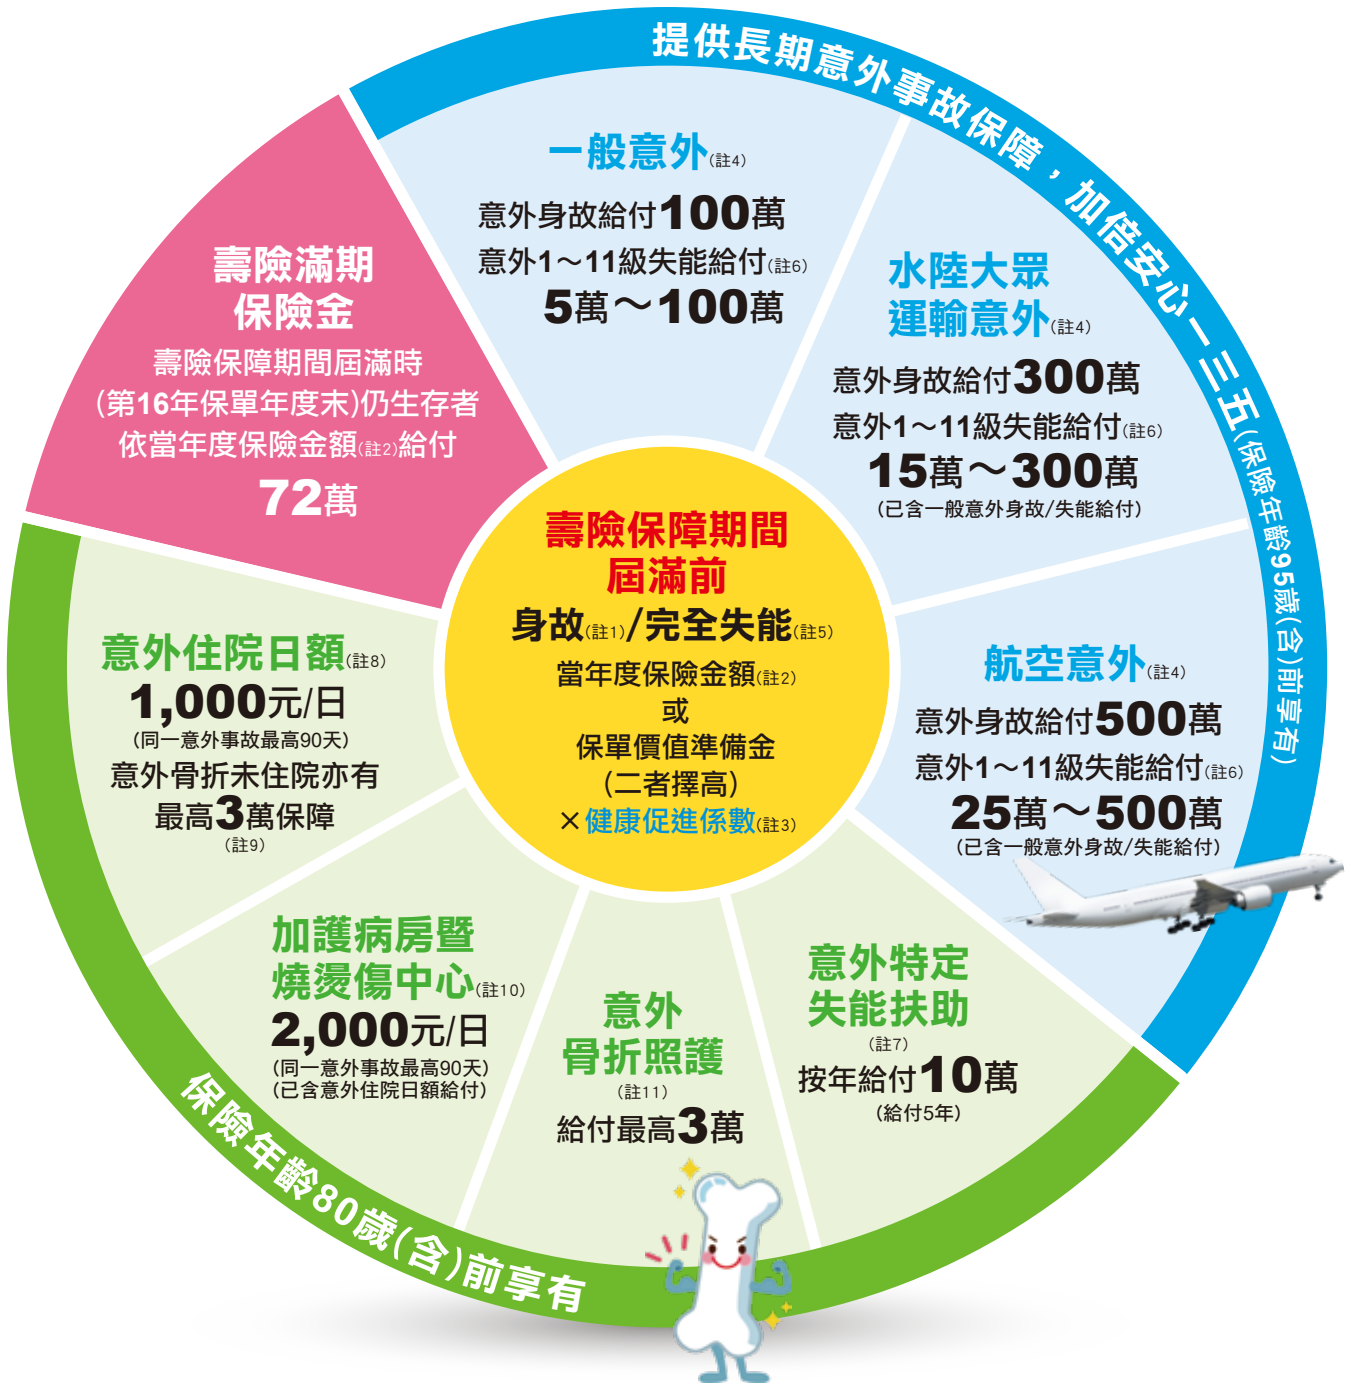 提供長期意外事故保障，加倍安心一三五(保險年齡95歲(含)前享有)
一般意外(註4)
意外身故給付100萬
意外1～11級失能給付(註6)
5萬～100萬
水陸大眾
運輸意外(註4)
意外身故給付300萬
意外1～11級失能給付(註6)
15萬～300萬
(已含一般意外身故/失能給付)
航空意外(註4)
意外身故給付500萬
意外1～11級失能給付(註6)
25萬～500萬
(已含一般意外身故/失能給付)
意外特定
失能扶助
(註7)
按年給付10萬
(給付5年)
意外
骨折照護
(註11)
給付最高3萬
加護病房暨
燒燙傷中心(註10)
2,000元/日
(同一意外事故最高90天)
(已含意外住院日額給付)
意外住院日額(註8)
1,000元/日
(同一意外事故最高90天)
意外骨折未住院亦有
最高3萬保障
(註9)
保險年齡80歲(含)前享有
壽險滿期
保險金
壽險保障期間屆滿時
(第16年保單年度末)仍生存者
依當年度保險金額(註2)給付
72萬
壽險保障期間
屆滿前
身故(註1)/完全失能(註5)
當年度保險金額(註2)
或
保單價值準備金
(二者擇高)
×健康促進係數(註3)